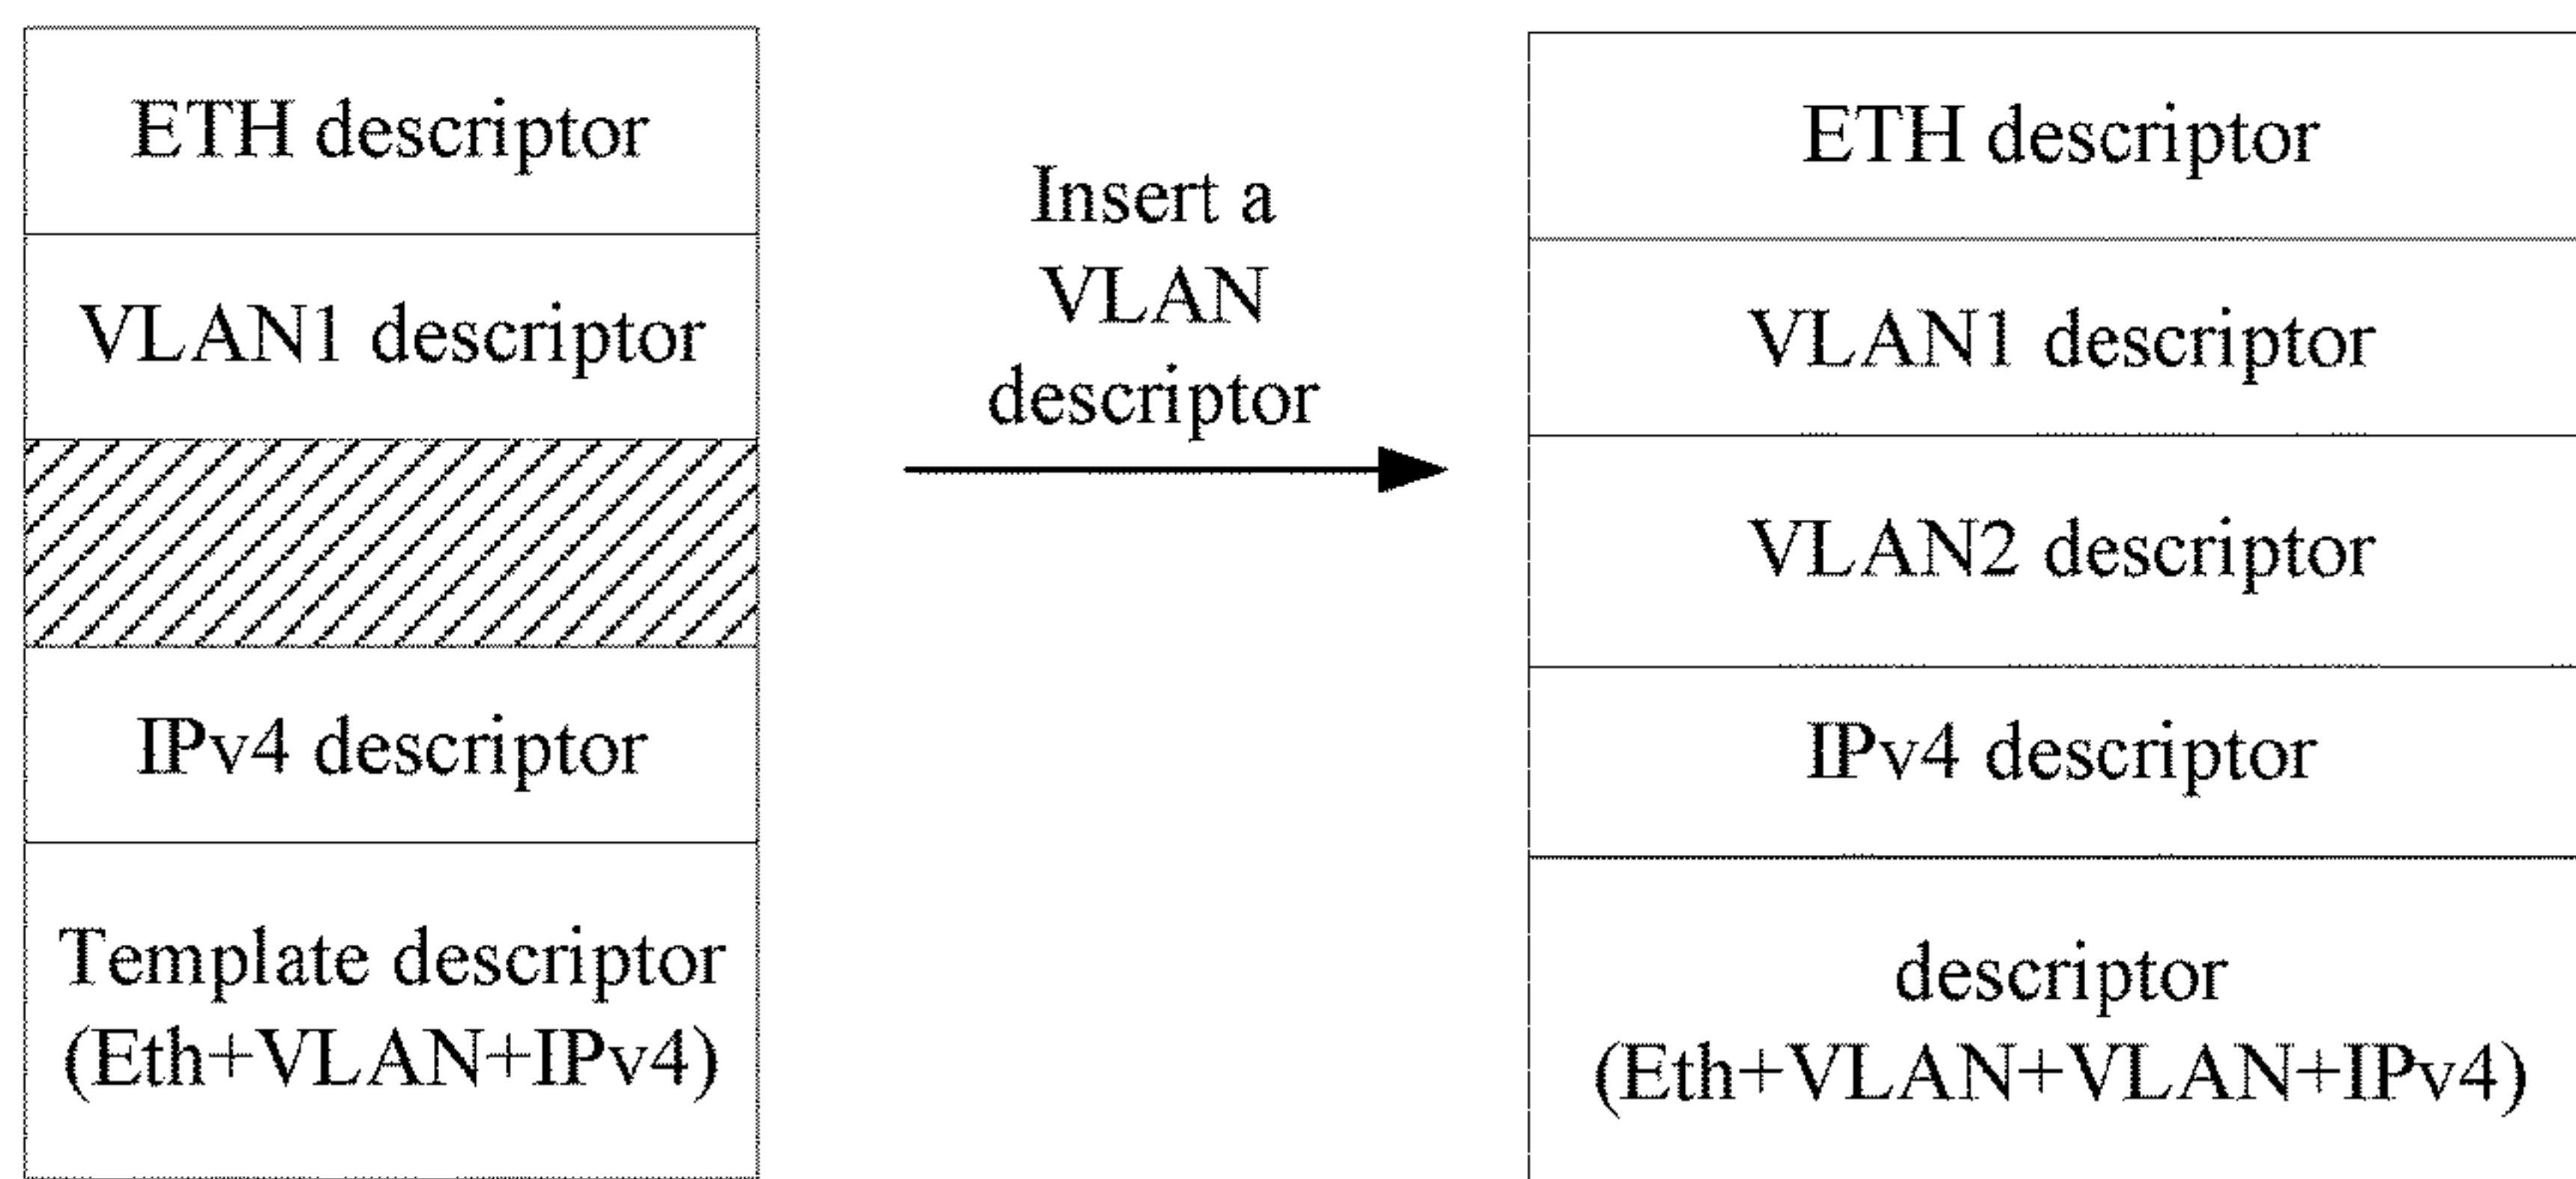 ETH descriptor
VLAN1 descriptor
IPv4 descriptor
Template descriptor
(Eth+VLAN+IPv4)
Insert a
VLAN
descriptor
ETH descriptor
VLAN1 descriptor
VLAN2 descriptor
IPv4 descriptor
descriptor
(Eth+VLAN+VLAN+IPv4)